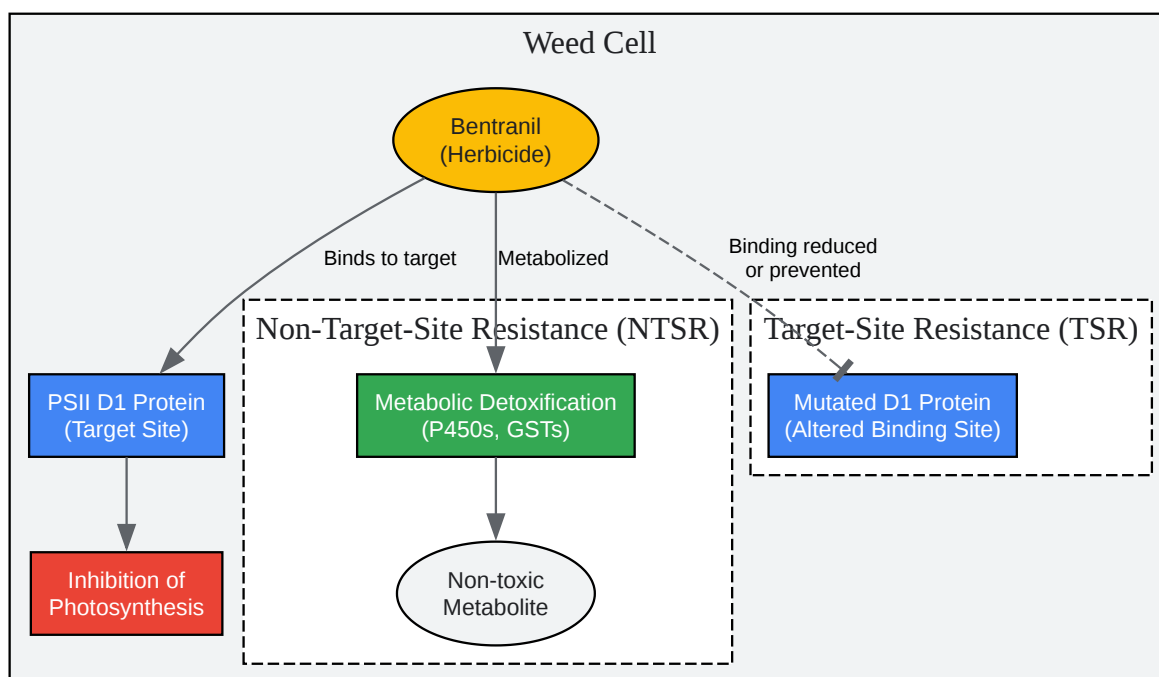 Weed Cell
Bentranil
(Herbicide)
Binds to target
Metabolized
Binding reduced
or prevented
Non-Target-Site Resistance (NTSR)
Target-Site Resistance (TSR)
PSII D1 Protein
(Target Site)
Metabolic Detoxification
(P450s, GSTs)
Mutated D1 Protein
(Altered Binding Site)
Inhibition of
Photosynthesis
Non-toxic
Metabolite